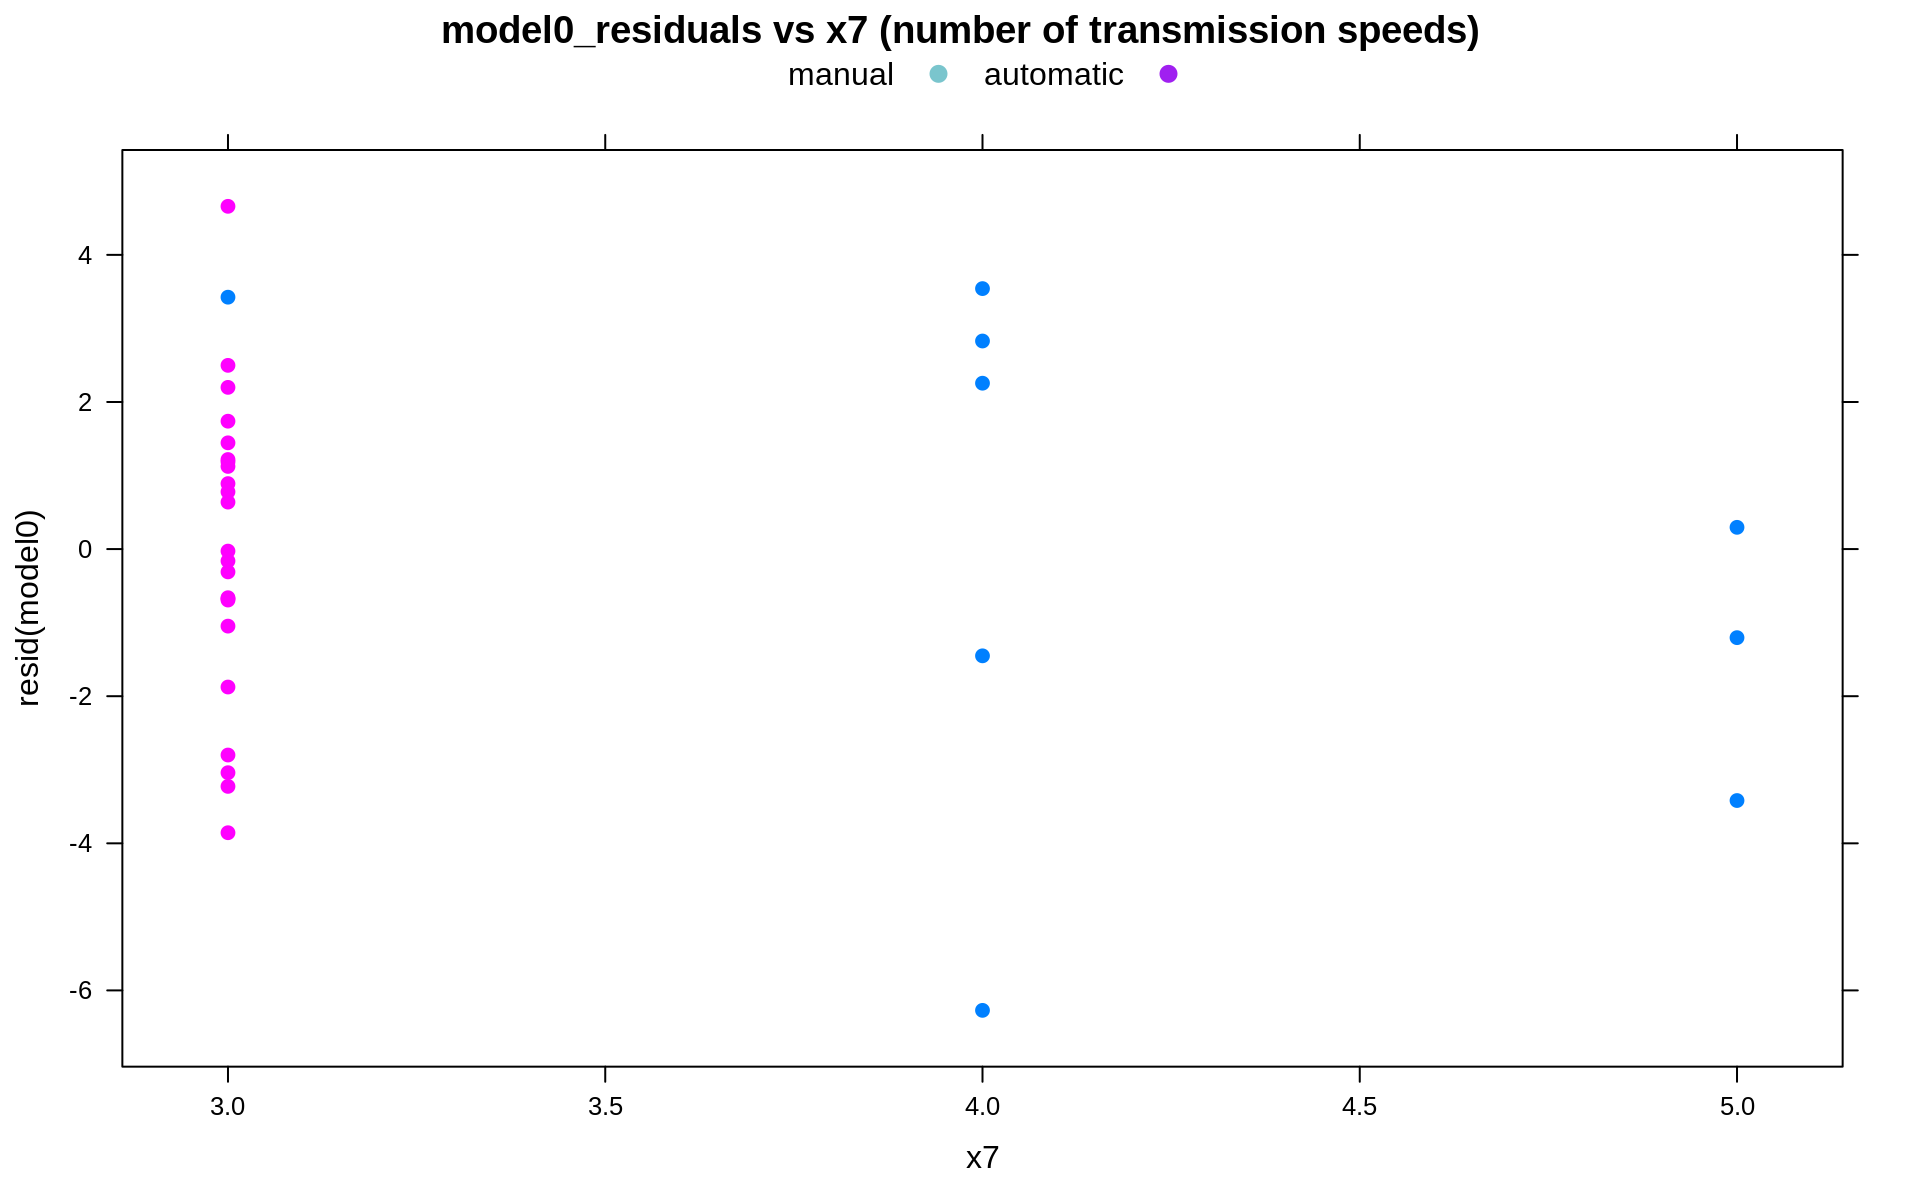 model0_residuals vs x7 (number of transmission speeds)
manual automatic
4
2
0
-2
-4
-6
resid(model0)
3.0 3.5 4.0 4.5 5.0
x7